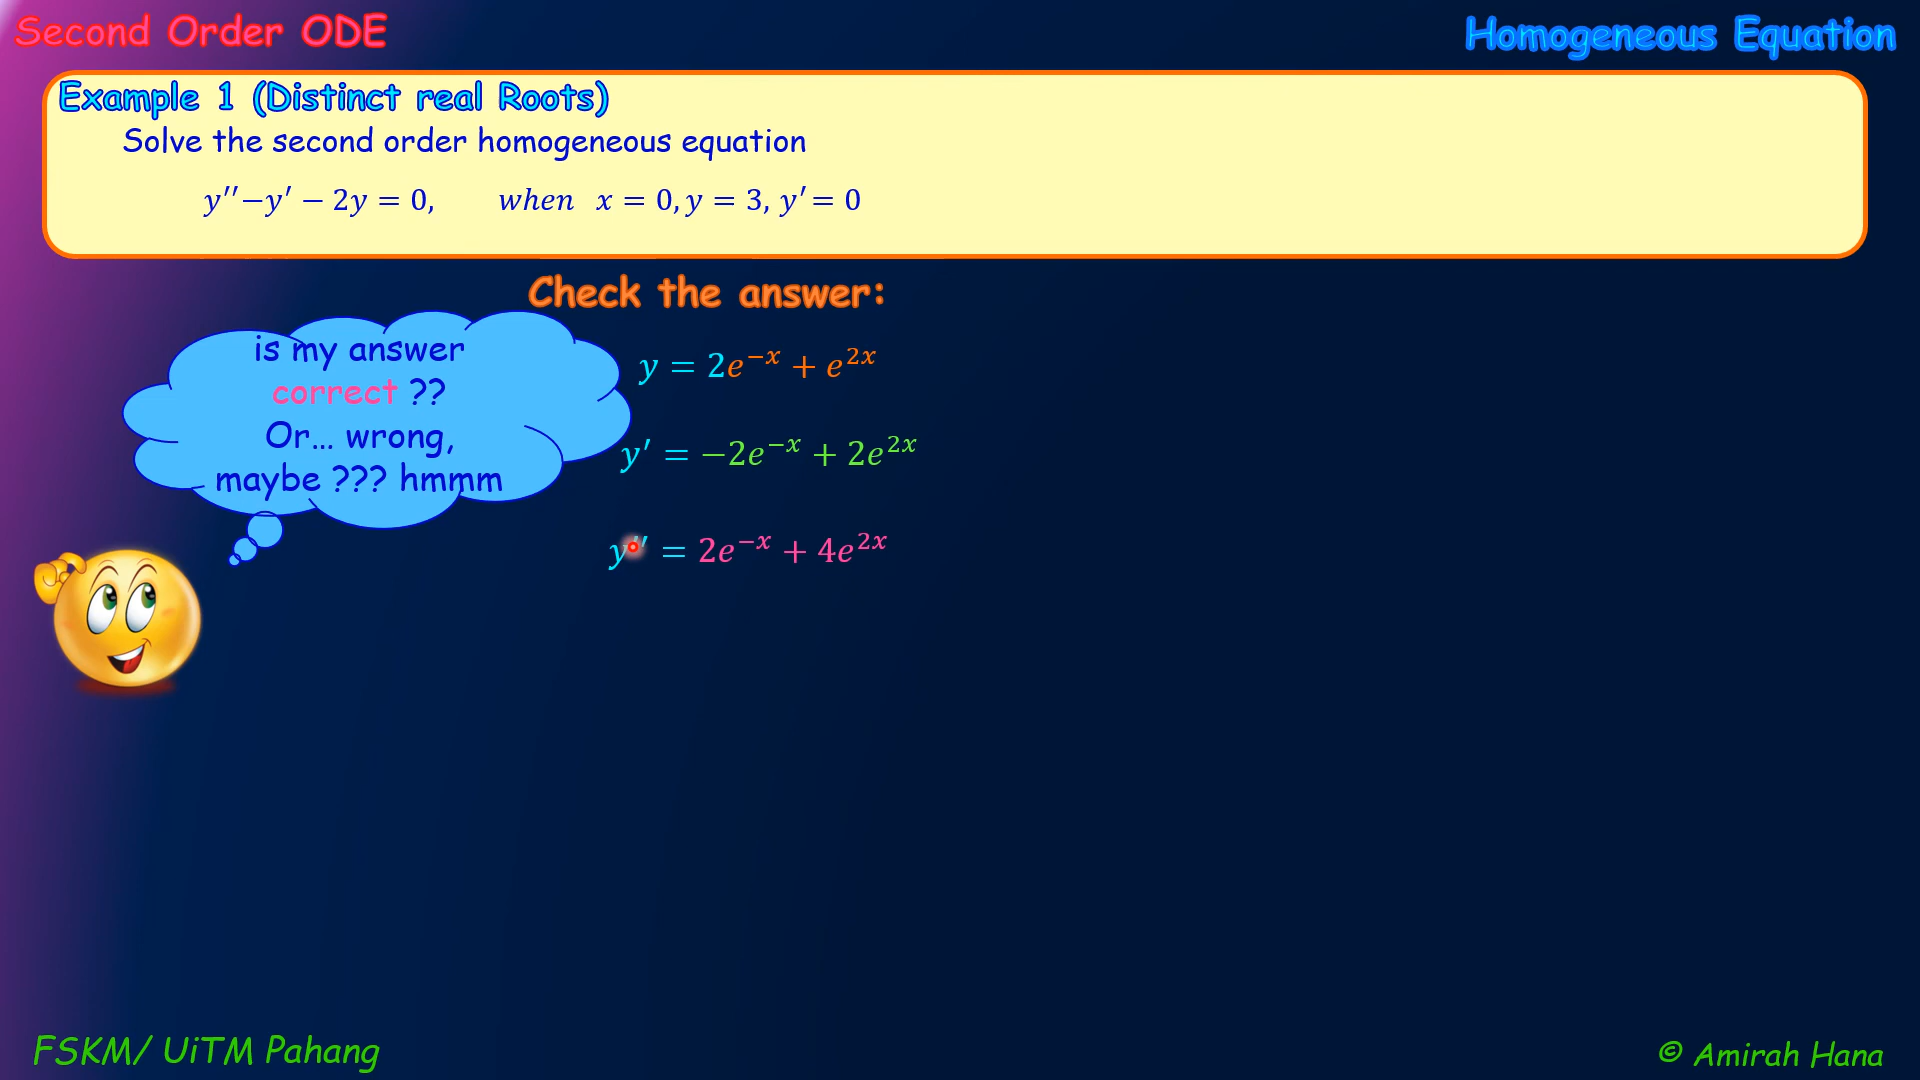 Second Order ODE
Homogeneous Equation
Example 1 (Distinct real Roots)
Solve the second order homogeneous equation
y′′−y′ − 2y = 0, when x = 0, y = 3, y′ = 0
Check the answer:
is my answer
correct ??
Or... wrong,
maybe ??? hmmm
y = 2e^{−x} + e^{2x}
y′ = −2e^{−x} + 2e^{2x}
y′′ = 2e^{−x} + 4e^{2x}
FSKM/ UiTM Pahang
© Amirah Hana